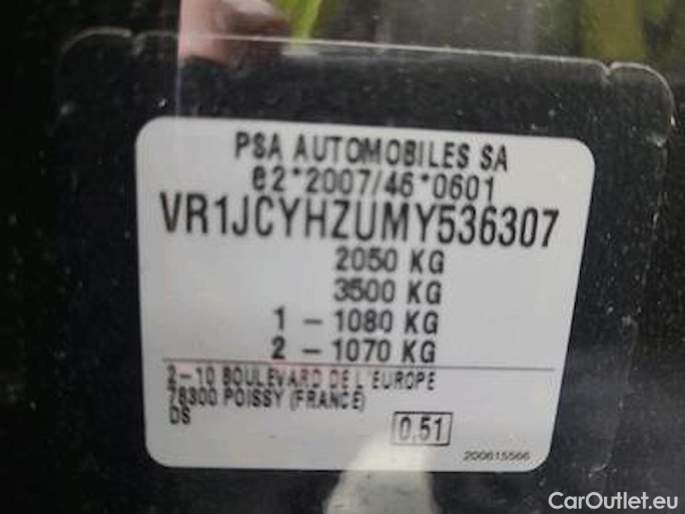 PSA AUTOMOBILES SA
e2*2007/46*0601
VR1JCYHZUMY536307
2050 KG
3500 KG
1 - 1080 KG
2 - 1070 KG
2-10 BOULEVARD DE L'EUROPE
78300 POISSY (FRANCE)
DS
0.51
200615566
CarOutlet.eu